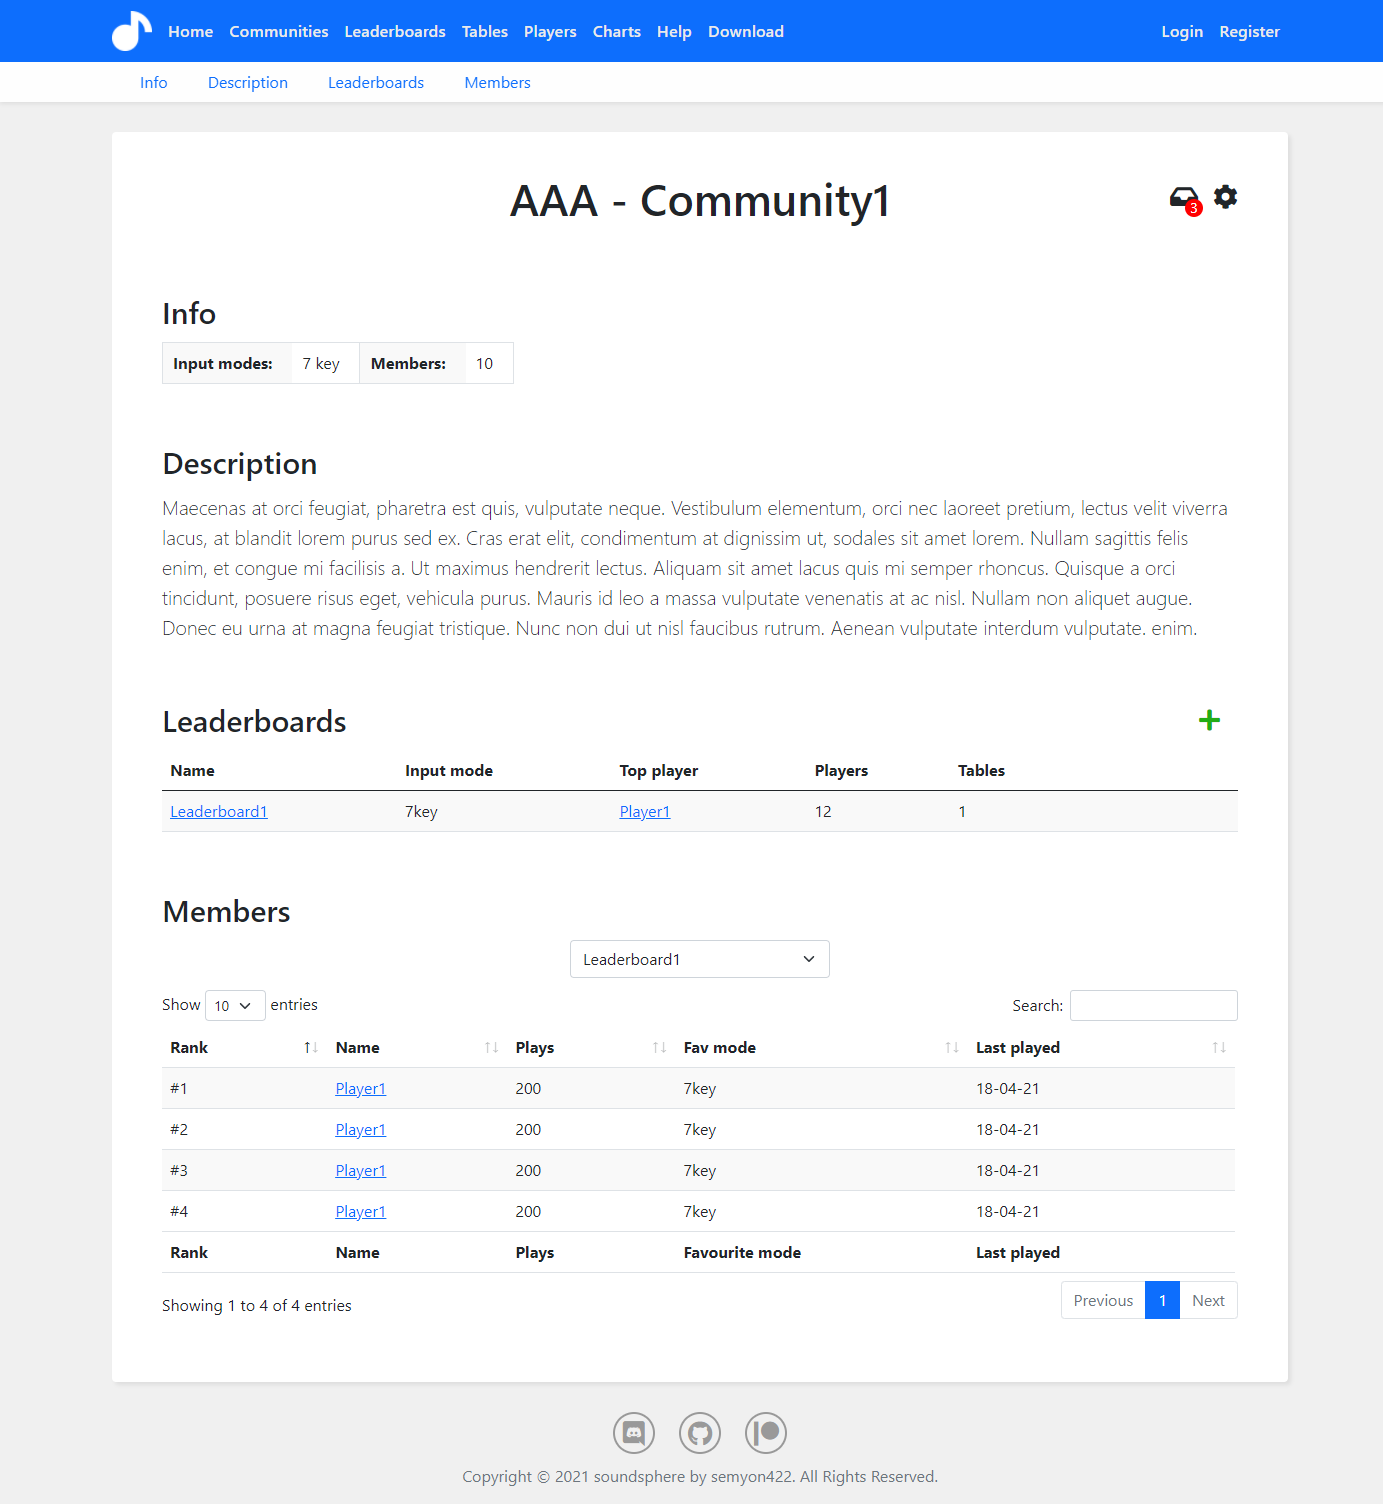 Home Communities Leaderboards Tables Players Charts Help Download Login Register
Info Description Leaderboards Members
AAA - Community1
3
Info
Input modes: 7 key Members: 10
Description
Maecenas at orci feugiat, pharetra est quis, vulputate neque. Vestibulum elementum, orci nec laoreet pretium, lectus velit viverra
lacus, at blandit lorem purus sed ex. Cras erat elit, condimentum at dignissim ut, sodales sit amet lorem. Nullam sagittis felis
enim, et congue mi facilisis a. Ut maximus hendrerit lectus. Aliquam sit amet lacus quis mi semper rhoncus. Quisque a orci
tincidunt, posuere risus eget, vehicula purus. Mauris id leo a massa vulputate venenatis at ac nisl. Nullam non aliquet augue.
Donec eu urna at magna feugiat tristique. Nunc non dui ut nisl faucibus rutrum. Aenean vulputate interdum vulputate. enim.
Leaderboards
Name Input mode Top player Players Tables
Leaderboard1 7key Player1 12 1
Members
Leaderboard1
Show 10 entries Search:
Rank Name Plays Fav mode Last played
#1 Player1 200 7key 18-04-21
#2 Player1 200 7key 18-04-21
#3 Player1 200 7key 18-04-21
#4 Player1 200 7key 18-04-21
Rank Name Plays Favourite mode Last played
Showing 1 to 4 of 4 entries Previous 1 Next
Copyright © 2021 soundsphere by semyon422. All Rights Reserved.